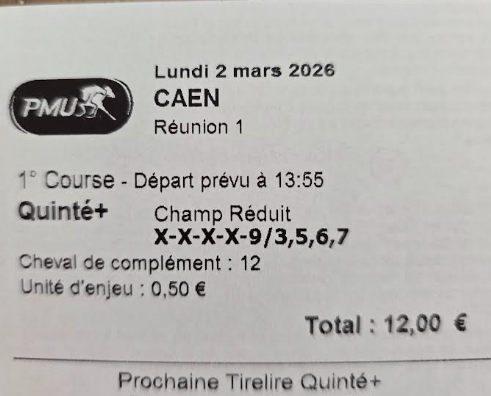 Lundi 2 mars 2026
PMU
CAEN
Réunion 1
1° Course - Départ prévu à 13:55
Quinté+ Champ Réduit
X-X-X-X-9/3,5,6,7
Cheval de complément : 12
Unité d'enjeu : 0,50 €
Total : 12,00 €
Prochaine Tirelire Quinté+